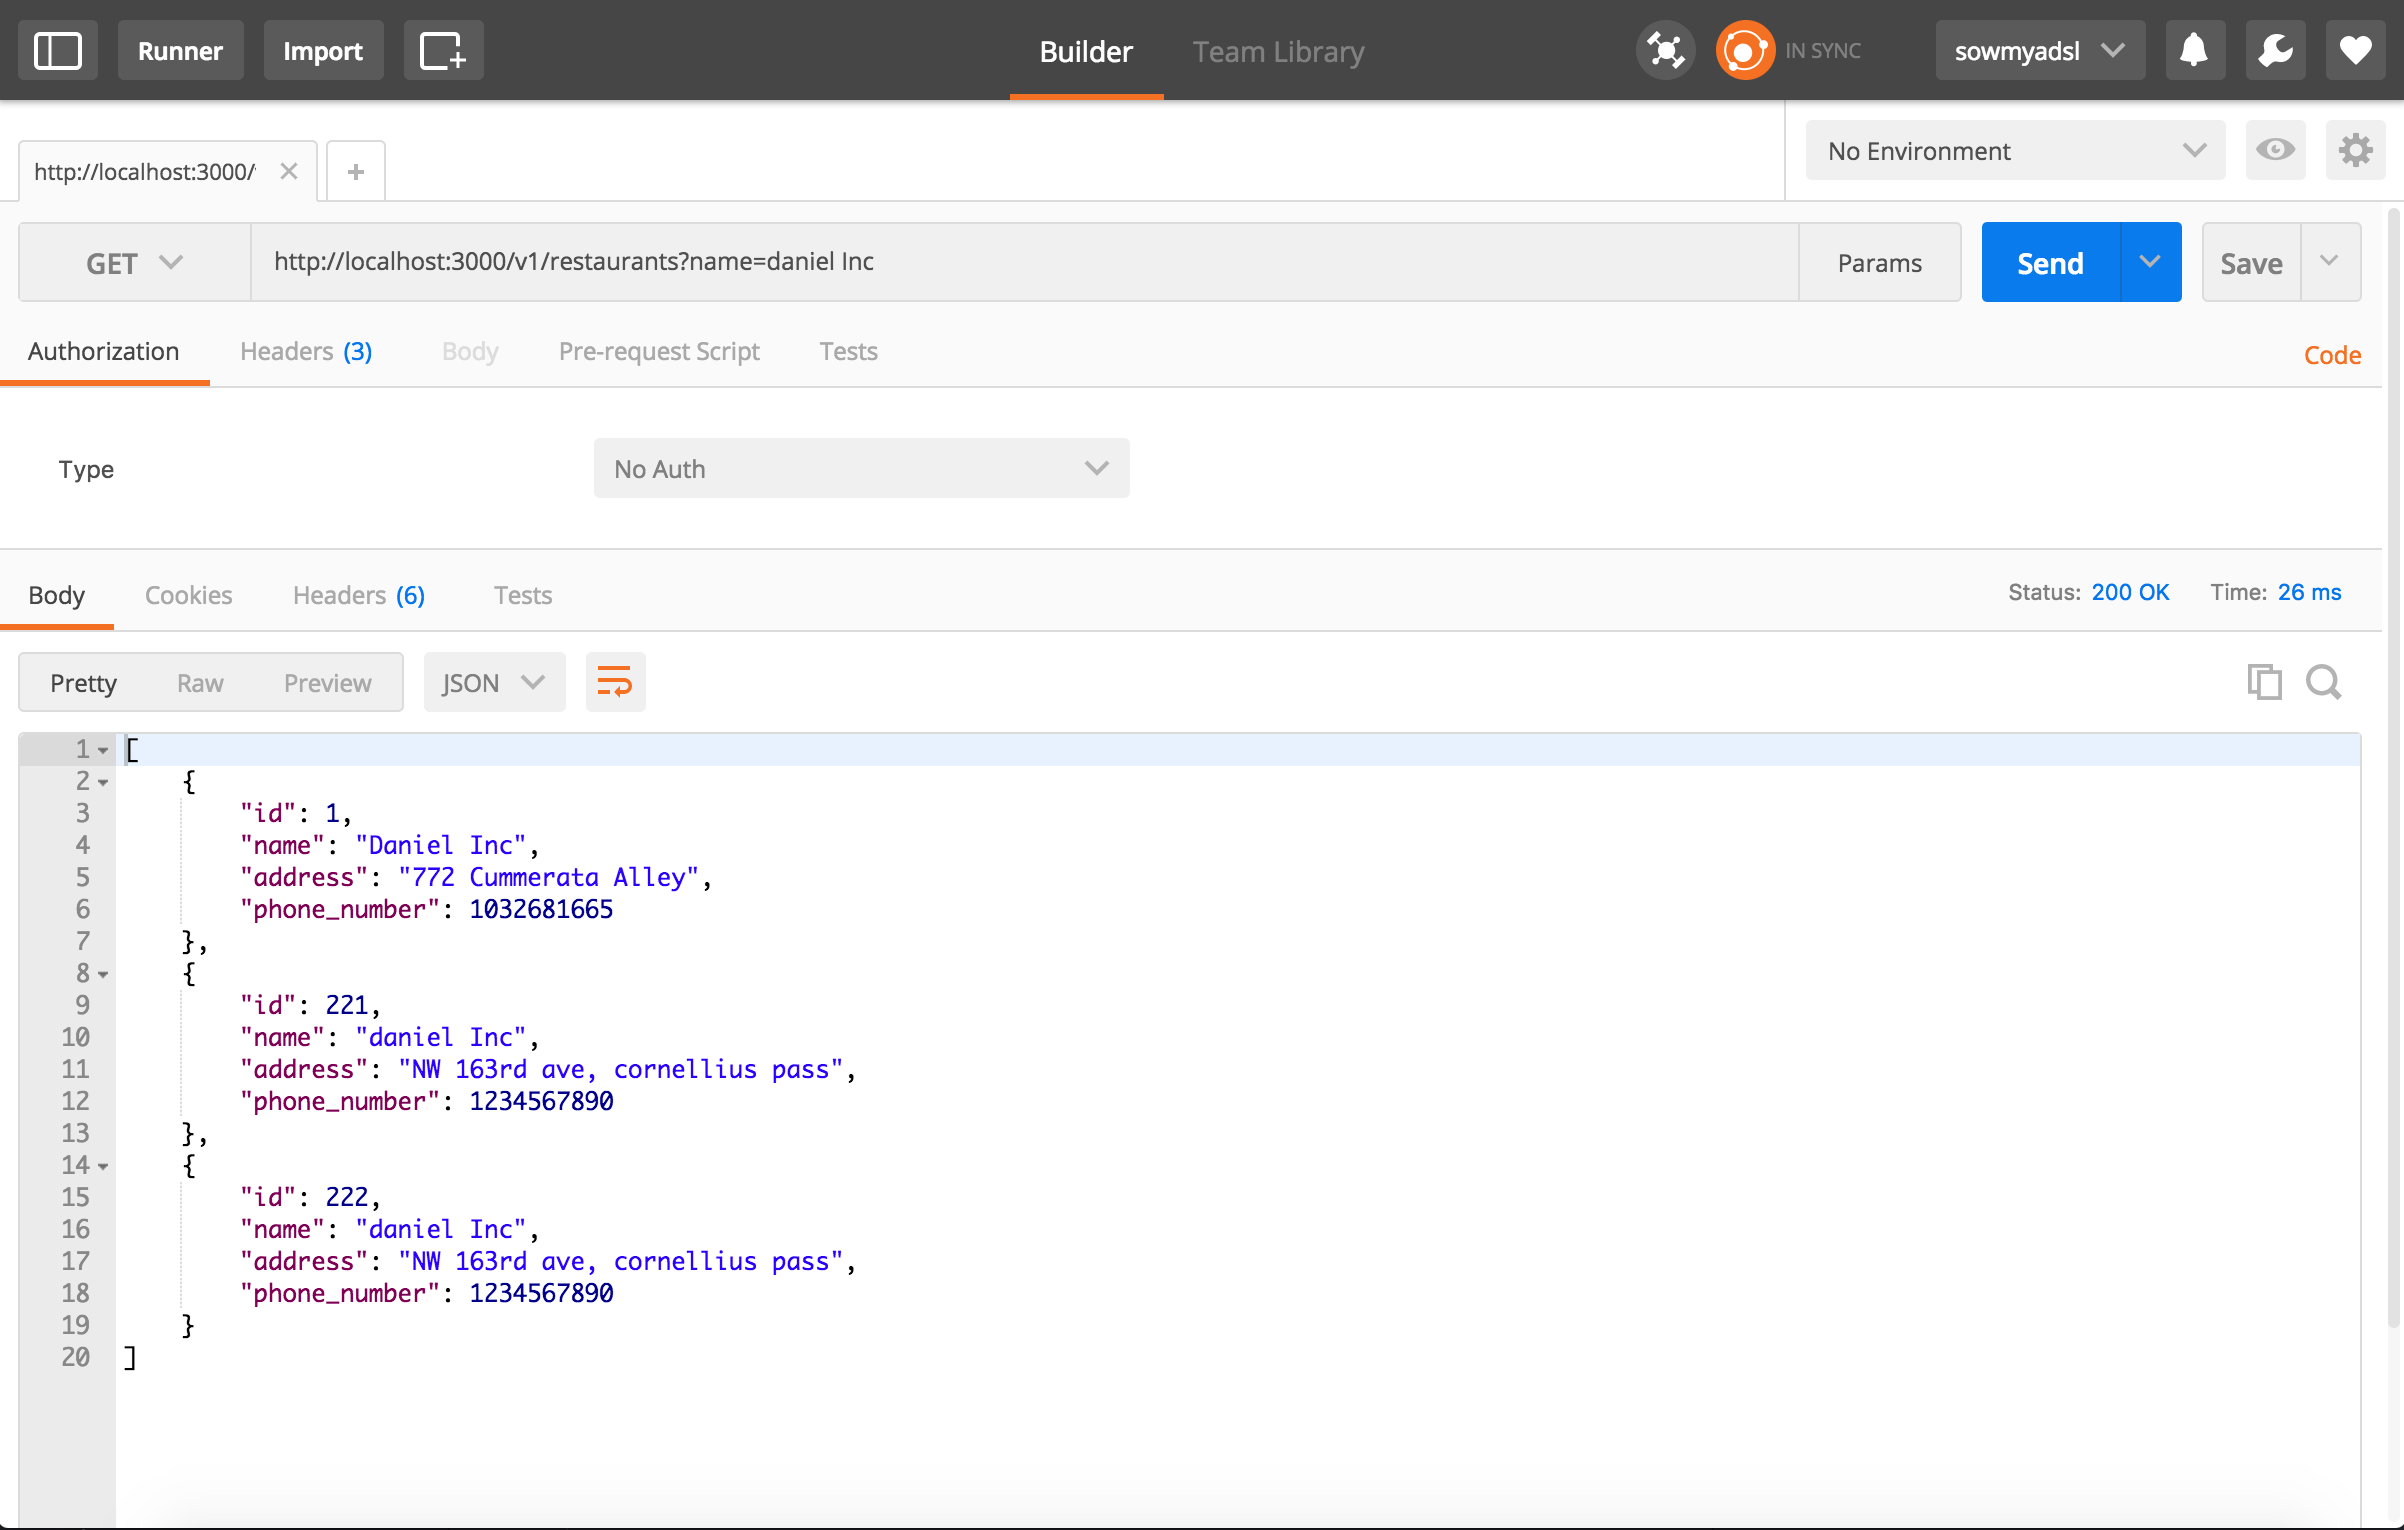 Runner Import Builder Team Library IN SYNC sowmyadsl
http://localhost:3000/ No Environment
GET http://localhost:3000/v1/restaurants?name=daniel Inc Params Send Save
Authorization Headers (3) Body Pre-request Script Tests Code
Type No Auth
Body Cookies Headers (6) Tests Status: 200 OK Time: 26 ms
Pretty Raw Preview JSON
1 [
2 {
3 "id": 1,
4 "name": "Daniel Inc",
5 "address": "772 Cummerata Alley",
6 "phone_number": 1032681665
7 },
8 {
9 "id": 221,
10 "name": "daniel Inc",
11 "address": "NW 163rd ave, cornellius pass",
12 "phone_number": 1234567890
13 },
14 {
15 "id": 222,
16 "name": "daniel Inc",
17 "address": "NW 163rd ave, cornellius pass",
18 "phone_number": 1234567890
19 }
20 ]